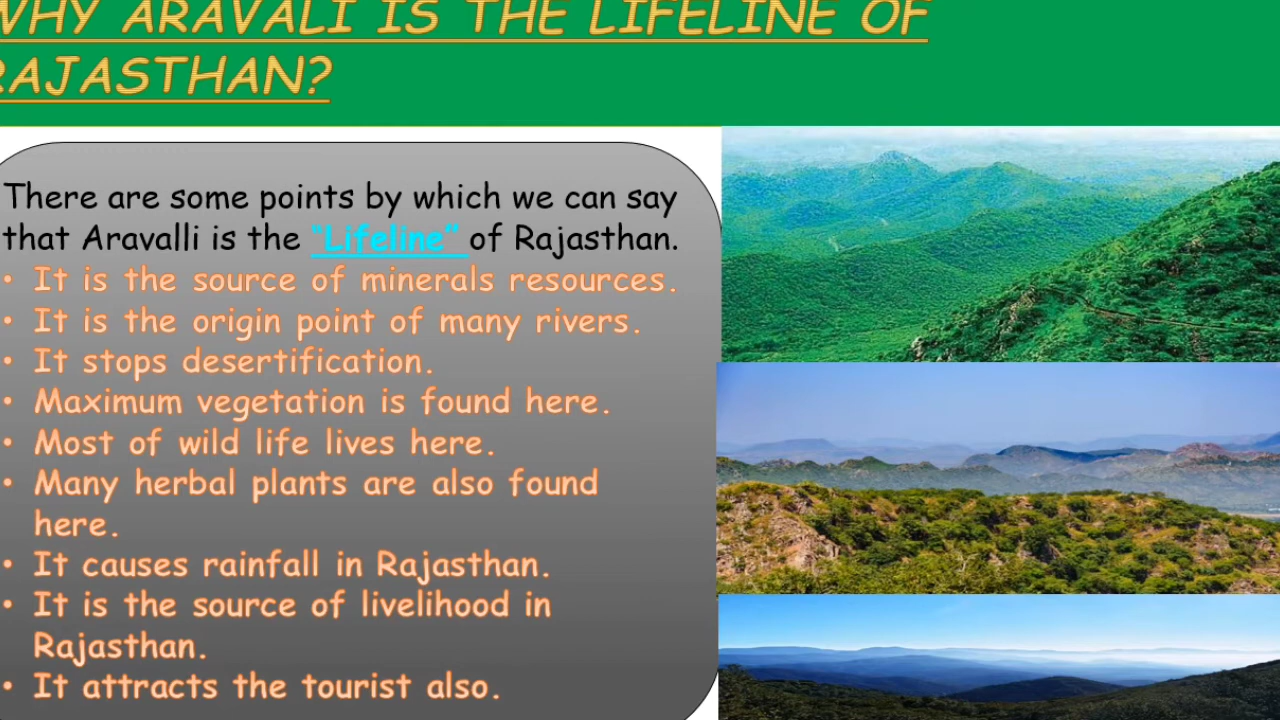 WHY ARAVALI IS THE LIFELINE OF
RAJASTHAN?
There are some points by which we can say
that Aravalli is the "Lifeline" of Rajasthan.
• It is the source of minerals resources.
• It is the origin point of many rivers.
• It stops desertification.
• Maximum vegetation is found here.
• Most of wild life lives here.
• Many herbal plants are also found
here.
• It causes rainfall in Rajasthan.
• It is the source of livelihood in
Rajasthan.
• It attracts the tourist also.